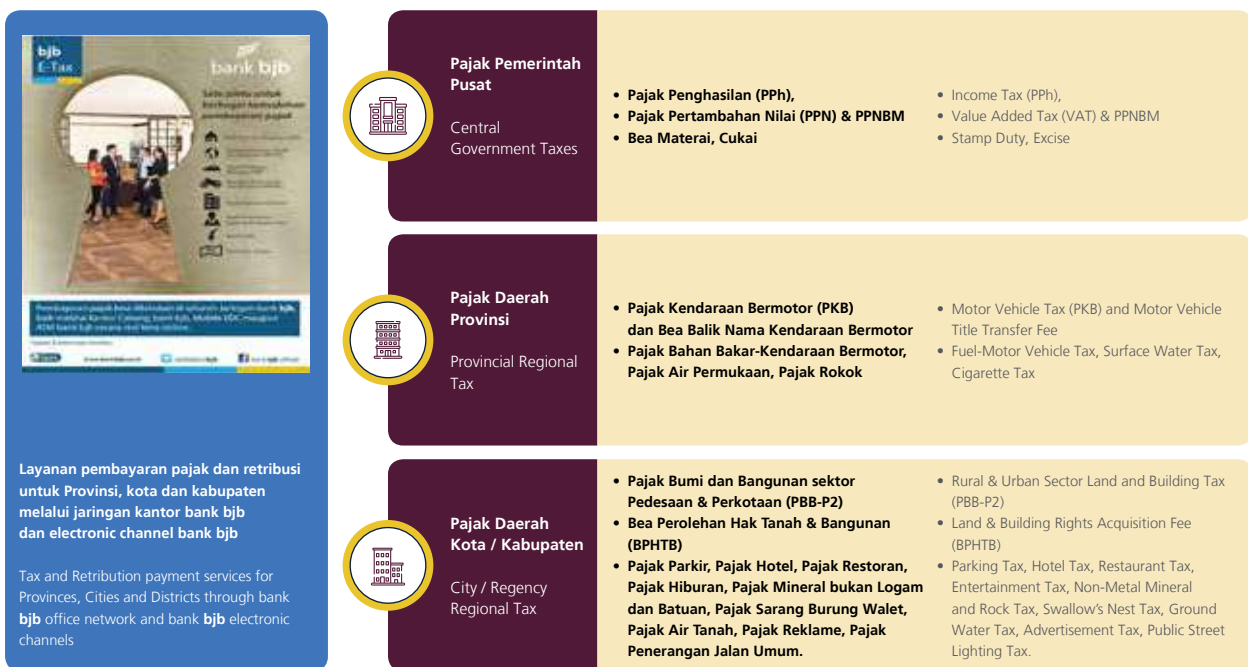 bjb
E-Tax
bank bjb
Satu pintu untuk
berbagai kemudahan
pembayaran pajak
Layanan pembayaran pajak dan retribusi
untuk Provinsi, kota dan kabupaten
melalui jaringan kantor bank bjb
dan electronic channel bank bjb
Tax and Retribution payment services for
Provinces, Cities and Districts through bank
bjb office network and bank bjb electronic
channels
Pajak Pemerintah
Pusat
Central
Government Taxes
• Pajak Penghasilan (PPh),
• Pajak Pertambahan Nilai (PPN) & PPNBM
• Bea Materai, Cukai
• Income Tax (PPh),
• Value Added Tax (VAT) & PPNBM
• Stamp Duty, Excise
Pajak Daerah
Provinsi
Provincial Regional
Tax
• Pajak Kendaraan Bermotor (PKB)
dan Bea Balik Nama Kendaraan Bermotor
• Pajak Bahan Bakar-Kendaraan Bermotor,
Pajak Air Permukaan, Pajak Rokok
• Motor Vehicle Tax (PKB) and Motor Vehicle
Title Transfer Fee
• Fuel-Motor Vehicle Tax, Surface Water Tax,
Cigarette Tax
Pajak Daerah
Kota / Kabupaten
City / Regency
Regional Tax
• Pajak Bumi dan Bangunan sektor
Pedesaan & Perkotaan (PBB-P2)
• Bea Perolehan Hak Tanah & Bangunan
(BPHTB)
• Pajak Parkir, Pajak Hotel, Pajak Restoran,
Pajak Hiburan, Pajak Mineral bukan Logam
dan Batuan, Pajak Sarang Burung Walet,
Pajak Air Tanah, Pajak Reklame, Pajak
Penerangan Jalan Umum.
• Rural & Urban Sector Land and Building Tax
(PBB-P2)
• Land & Building Rights Acquisition Fee
(BPHTB)
• Parking Tax, Hotel Tax, Restaurant Tax,
Entertainment Tax, Non-Metal Mineral
and Rock Tax, Swallow's Nest Tax, Ground
Water Tax, Advertisement Tax, Public Street
Lighting Tax.